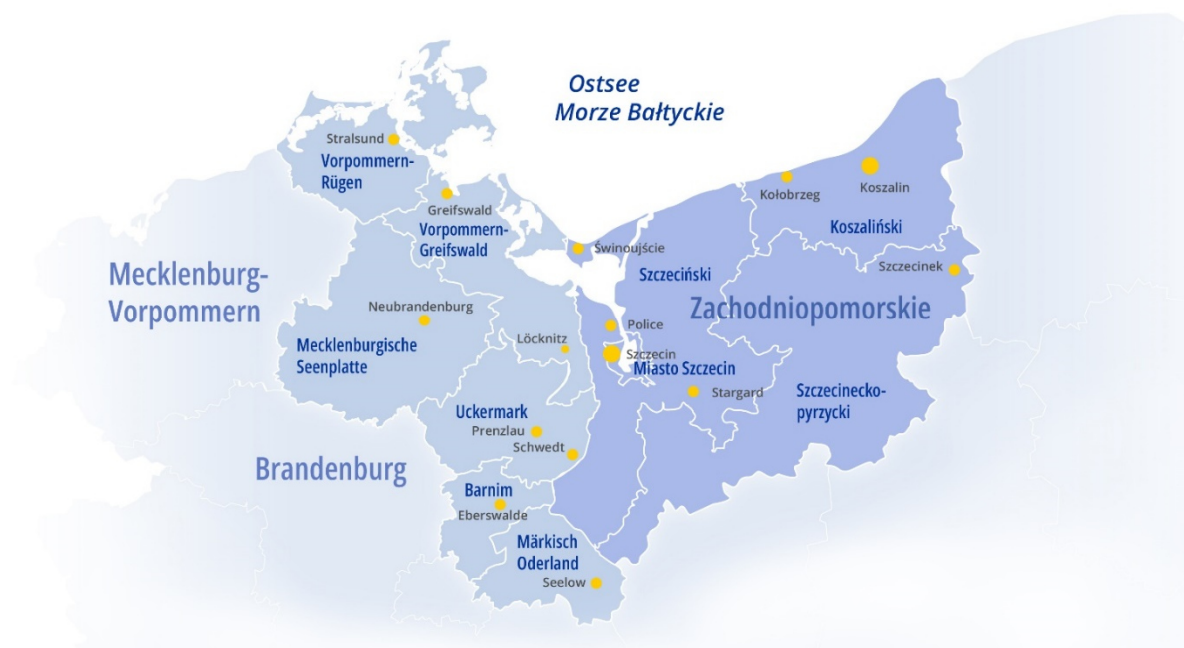 Ostsee
Morze Bałtyckie
Stralsund
Vorpommern-
Rügen
Greifswald
Vorpommern-
Greifswald
Kołobrzeg
Koszalin
Koszaliński
Świnoujście
Szczeciński
Szczecinek
Mecklenburg-
Vorpommern
Zachodniopomorskie
Neubrandenburg
Mecklenburgische
Seenplatte
Löcknitz
Police
Szczecin
Miasto Szczecin
Stargard
Szczecinecko-
pyrzycki
Uckermark
Prenzlau
Schwedt
Brandenburg
Barnim
Eberswalde
Märkisch
Oderland
Seelow